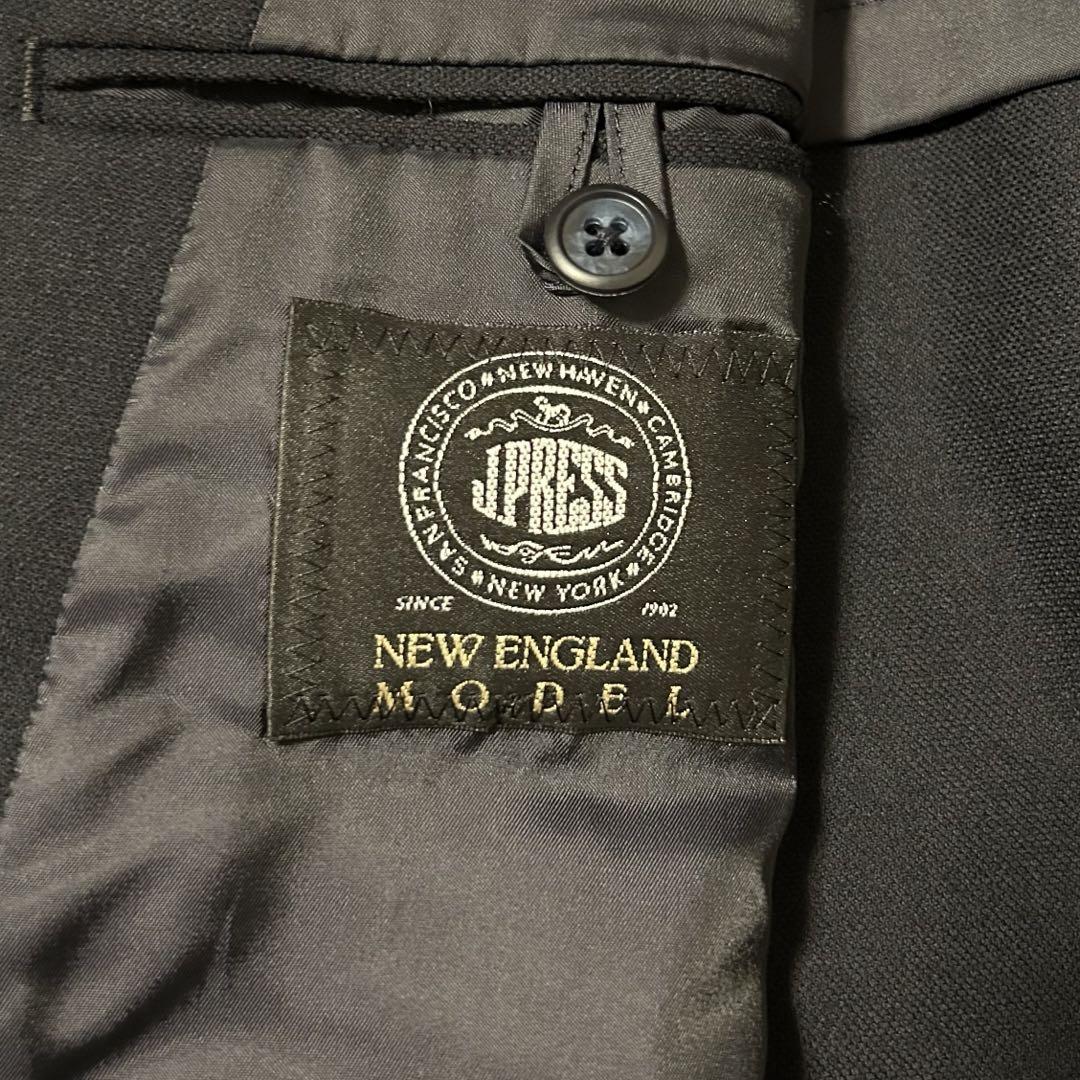 SAN FRANCISCO * NEW HAVEN * CAMBRIDGE * NEW YORK *
J.PRESS
SINCE 1902
NEW ENGLAND
MODEL